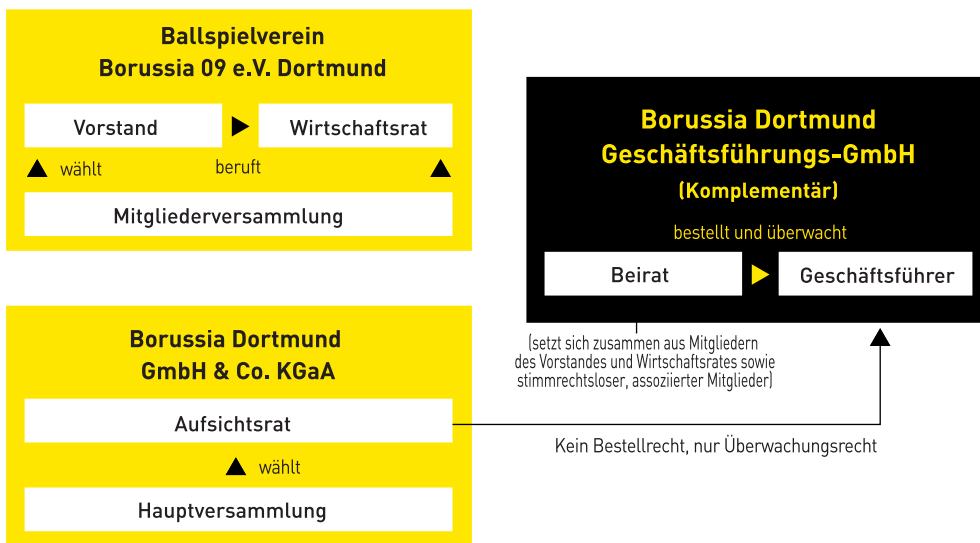 Ballspielverein
Borussia 09 e.V. Dortmund
Vorstand
Wirtschaftsrat
wählt
beruft
Mitgliederversammlung
Borussia Dortmund
GmbH & Co. KGaA
Aufsichtsrat
wählt
Hauptversammlung
Borussia Dortmund
Geschäftsführungs-GmbH
(Komplementär)
bestellt und überwacht
Beirat
Geschäftsführer
(setzt sich zusammen aus Mitgliedern
des Vorstandes und Wirtschaftsrates sowie
stimmrechtsloser, assoziierter Mitglieder)
Kein Bestellrecht, nur Überwachungsrecht